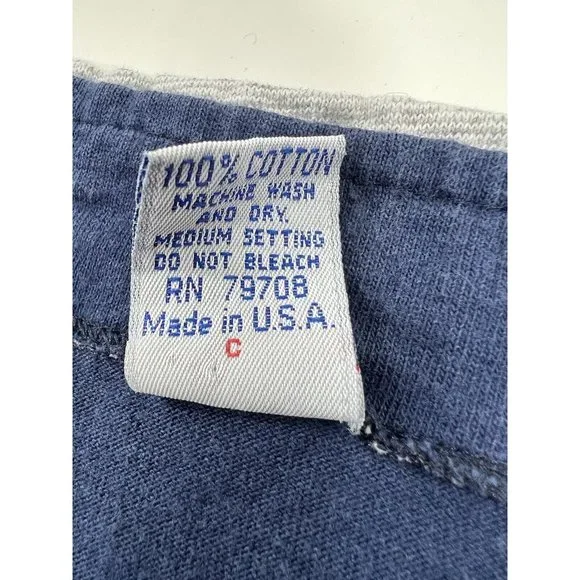 100% COTTON
MACHINE WASH
AND DRY.
MEDIUM SETTING
DO NOT BLEACH
RN 79708
Made in U.S.A.
C